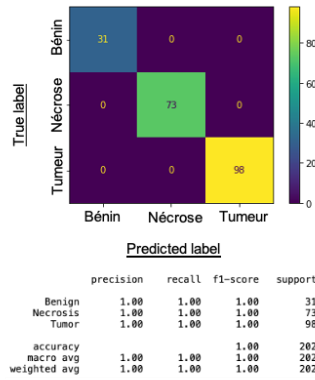 True label
Bénin
Nécrose
Tumeur
31 0 0
0 73 0
0 0 98
80
60
40
20
0
Bénin Nécrose Tumeur
Predicted label
precision recall f1-score support
Benign 1.00 1.00 1.00 31
Necrosis 1.00 1.00 1.00 73
Tumor 1.00 1.00 1.00 98
accuracy 1.00 202
macro avg 1.00 1.00 1.00 202
weighted avg 1.00 1.00 1.00 202